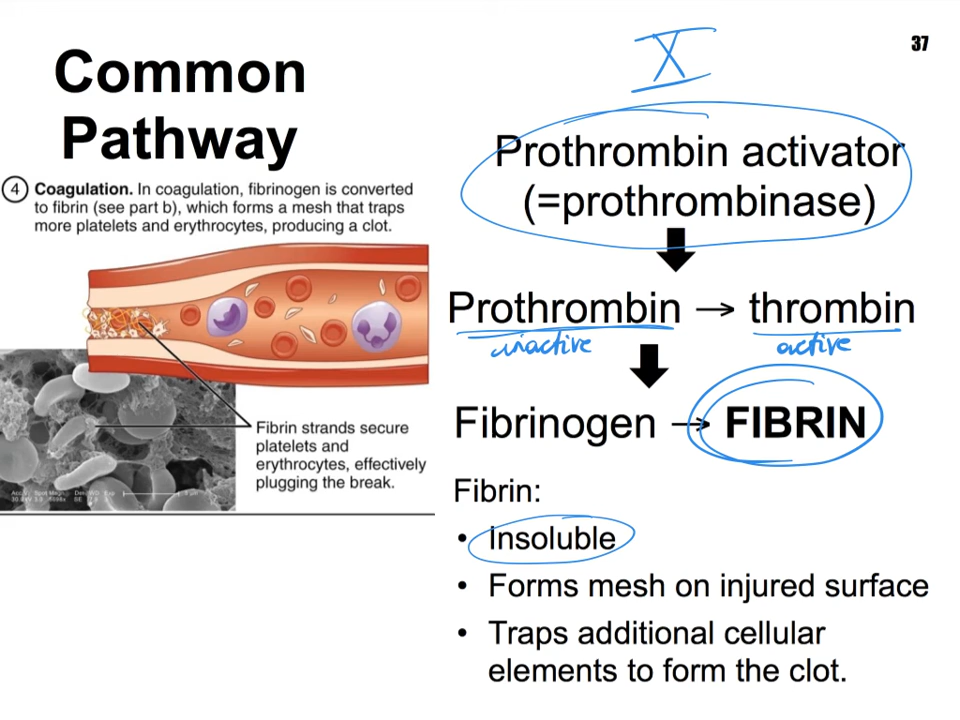 37
Common
Pathway
4 Coagulation. In coagulation, fibrinogen is converted
to fibrin (see part b), which forms a mesh that traps
more platelets and erythrocytes, producing a clot.
Fibrin strands secure
platelets and
erythrocytes, effectively
plugging the break.
X
Prothrombin activator
(=prothrombinase)
Prothrombin → thrombin
inactive active
Fibrinogen → FIBRIN
Fibrin:
• Insoluble
• Forms mesh on injured surface
• Traps additional cellular
elements to form the clot.